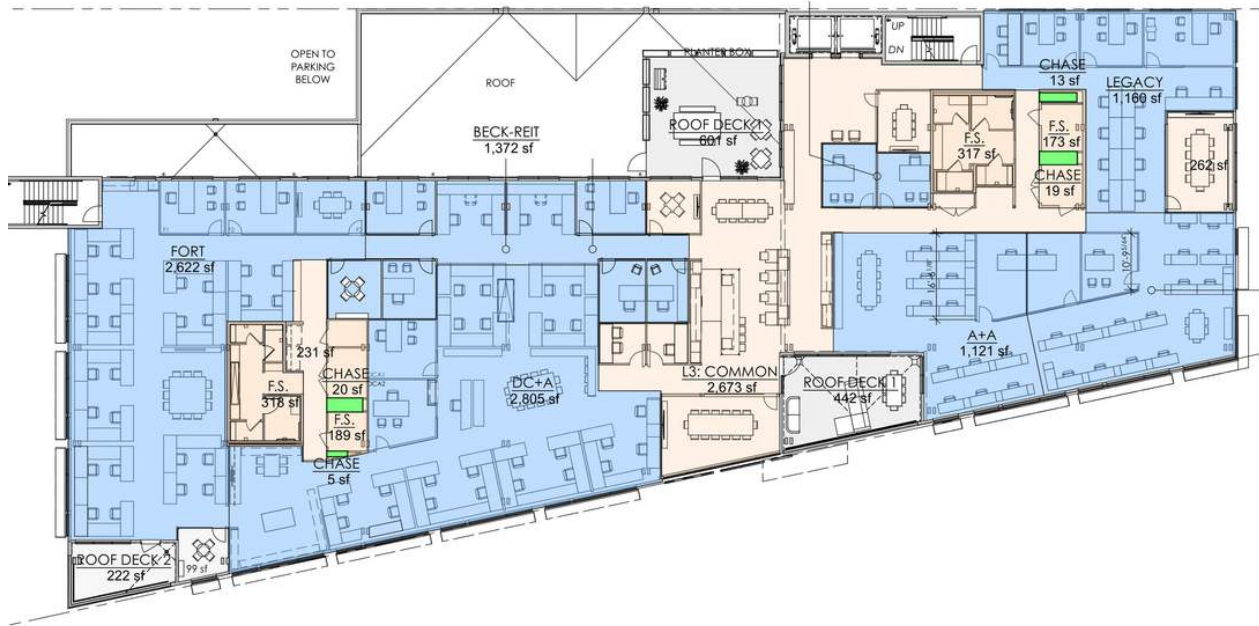 OPEN TO
PARKING
BELOW
ROOF
PLANTER BOX
UP
DN
BECK-REIT
1,372 sf
ROOF DECK 1
601 sf
CHASE
13 sf
LEGACY
1,160 sf
F.S.
317 sf
F.S.
173 sf
CHASE
19 sf
262 sf
FORT
2,622 sf
231 sf
CHASE
20 sf
F.S.
318 sf
F.S.
189 sf
CHASE
5 sf
DC+A
2,805 sf
L3: COMMON
2,673 sf
ROOF DECK 1
442 sf
A+A
1,121 sf
ROOF DECK 2
222 sf
99 sf